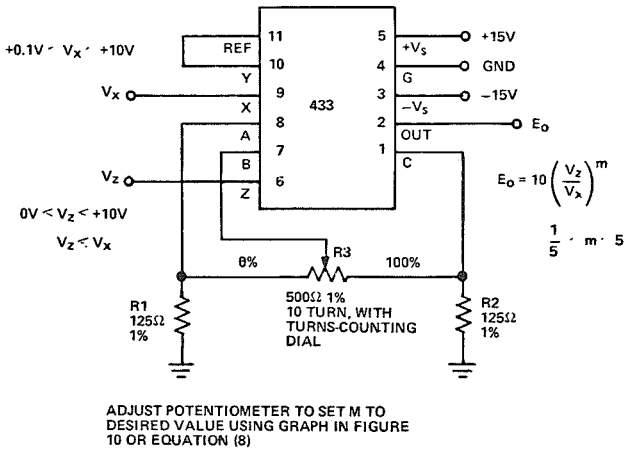 +0.1V < Vx < +10V
11
REF
10
Y
9
X
8
A
7
B
6
Z
433
5
+Vs
4
G
3
−Vs
2
OUT
1
C
+15V
GND
−15V
Eo
Vx
Vz
0V < Vz < +10V
Vz ≤ Vx
Eo = 10 (Vz/Vx)^m
1/5 · m · 5
0%
R3
100%
500Ω 1%
10 TURN, WITH
TURNS-COUNTING
DIAL
R1
125Ω
1%
R2
125Ω
1%
ADJUST POTENTIOMETER TO SET M TO
DESIRED VALUE USING GRAPH IN FIGURE
10 OR EQUATION (8)